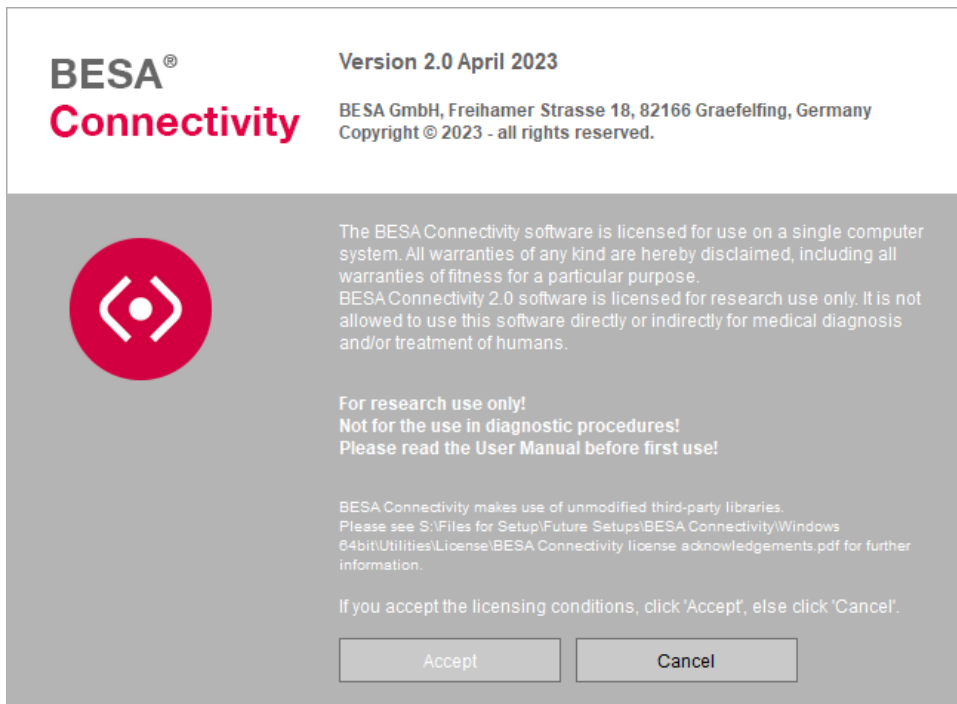 BESA®
Connectivity
Version 2.0 April 2023
BESA GmbH, Freihamer Strasse 18, 82166 Graefelfing, Germany
Copyright © 2023 - all rights reserved.
The BESA Connectivity software is licensed for use on a single computer
system. All warranties of any kind are hereby disclaimed, including all
warranties of fitness for a particular purpose.
BESA Connectivity 2.0 software is licensed for research use only. It is not
allowed to use this software directly or indirectly for medical diagnosis
and/or treatment of humans.
For research use only!
Not for the use in diagnostic procedures!
Please read the User Manual before first use!
BESA Connectivity makes use of unmodified third-party libraries.
Please see S:\Files for Setup\Future Setups\BESA Connectivity\Windows
64bit\Utilities\License\BESA Connectivity license acknowledgements.pdf for further
information.
If you accept the licensing conditions, click 'Accept', else click 'Cancel'.
Accept
Cancel